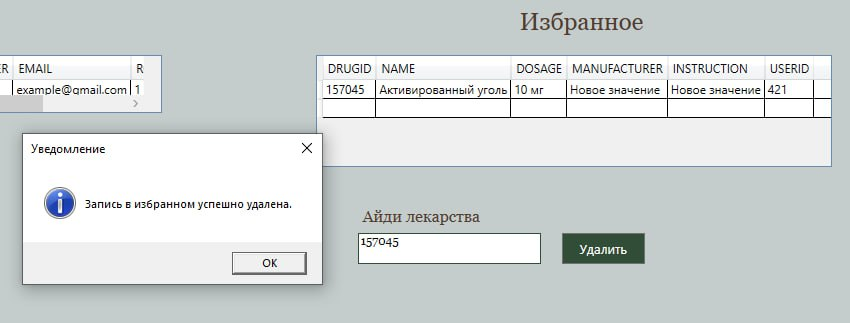 Избранное
ER EMAIL R
example@gmail.com 1
DRUGID NAME DOSAGE MANUFACTURER INSTRUCTION USERID
157045 Активированный уголь 10 мг Новое значение Новое значение 421
Уведомление
Запись в избранном успешно удалена.
OK
Айди лекарства
157045
Удалить